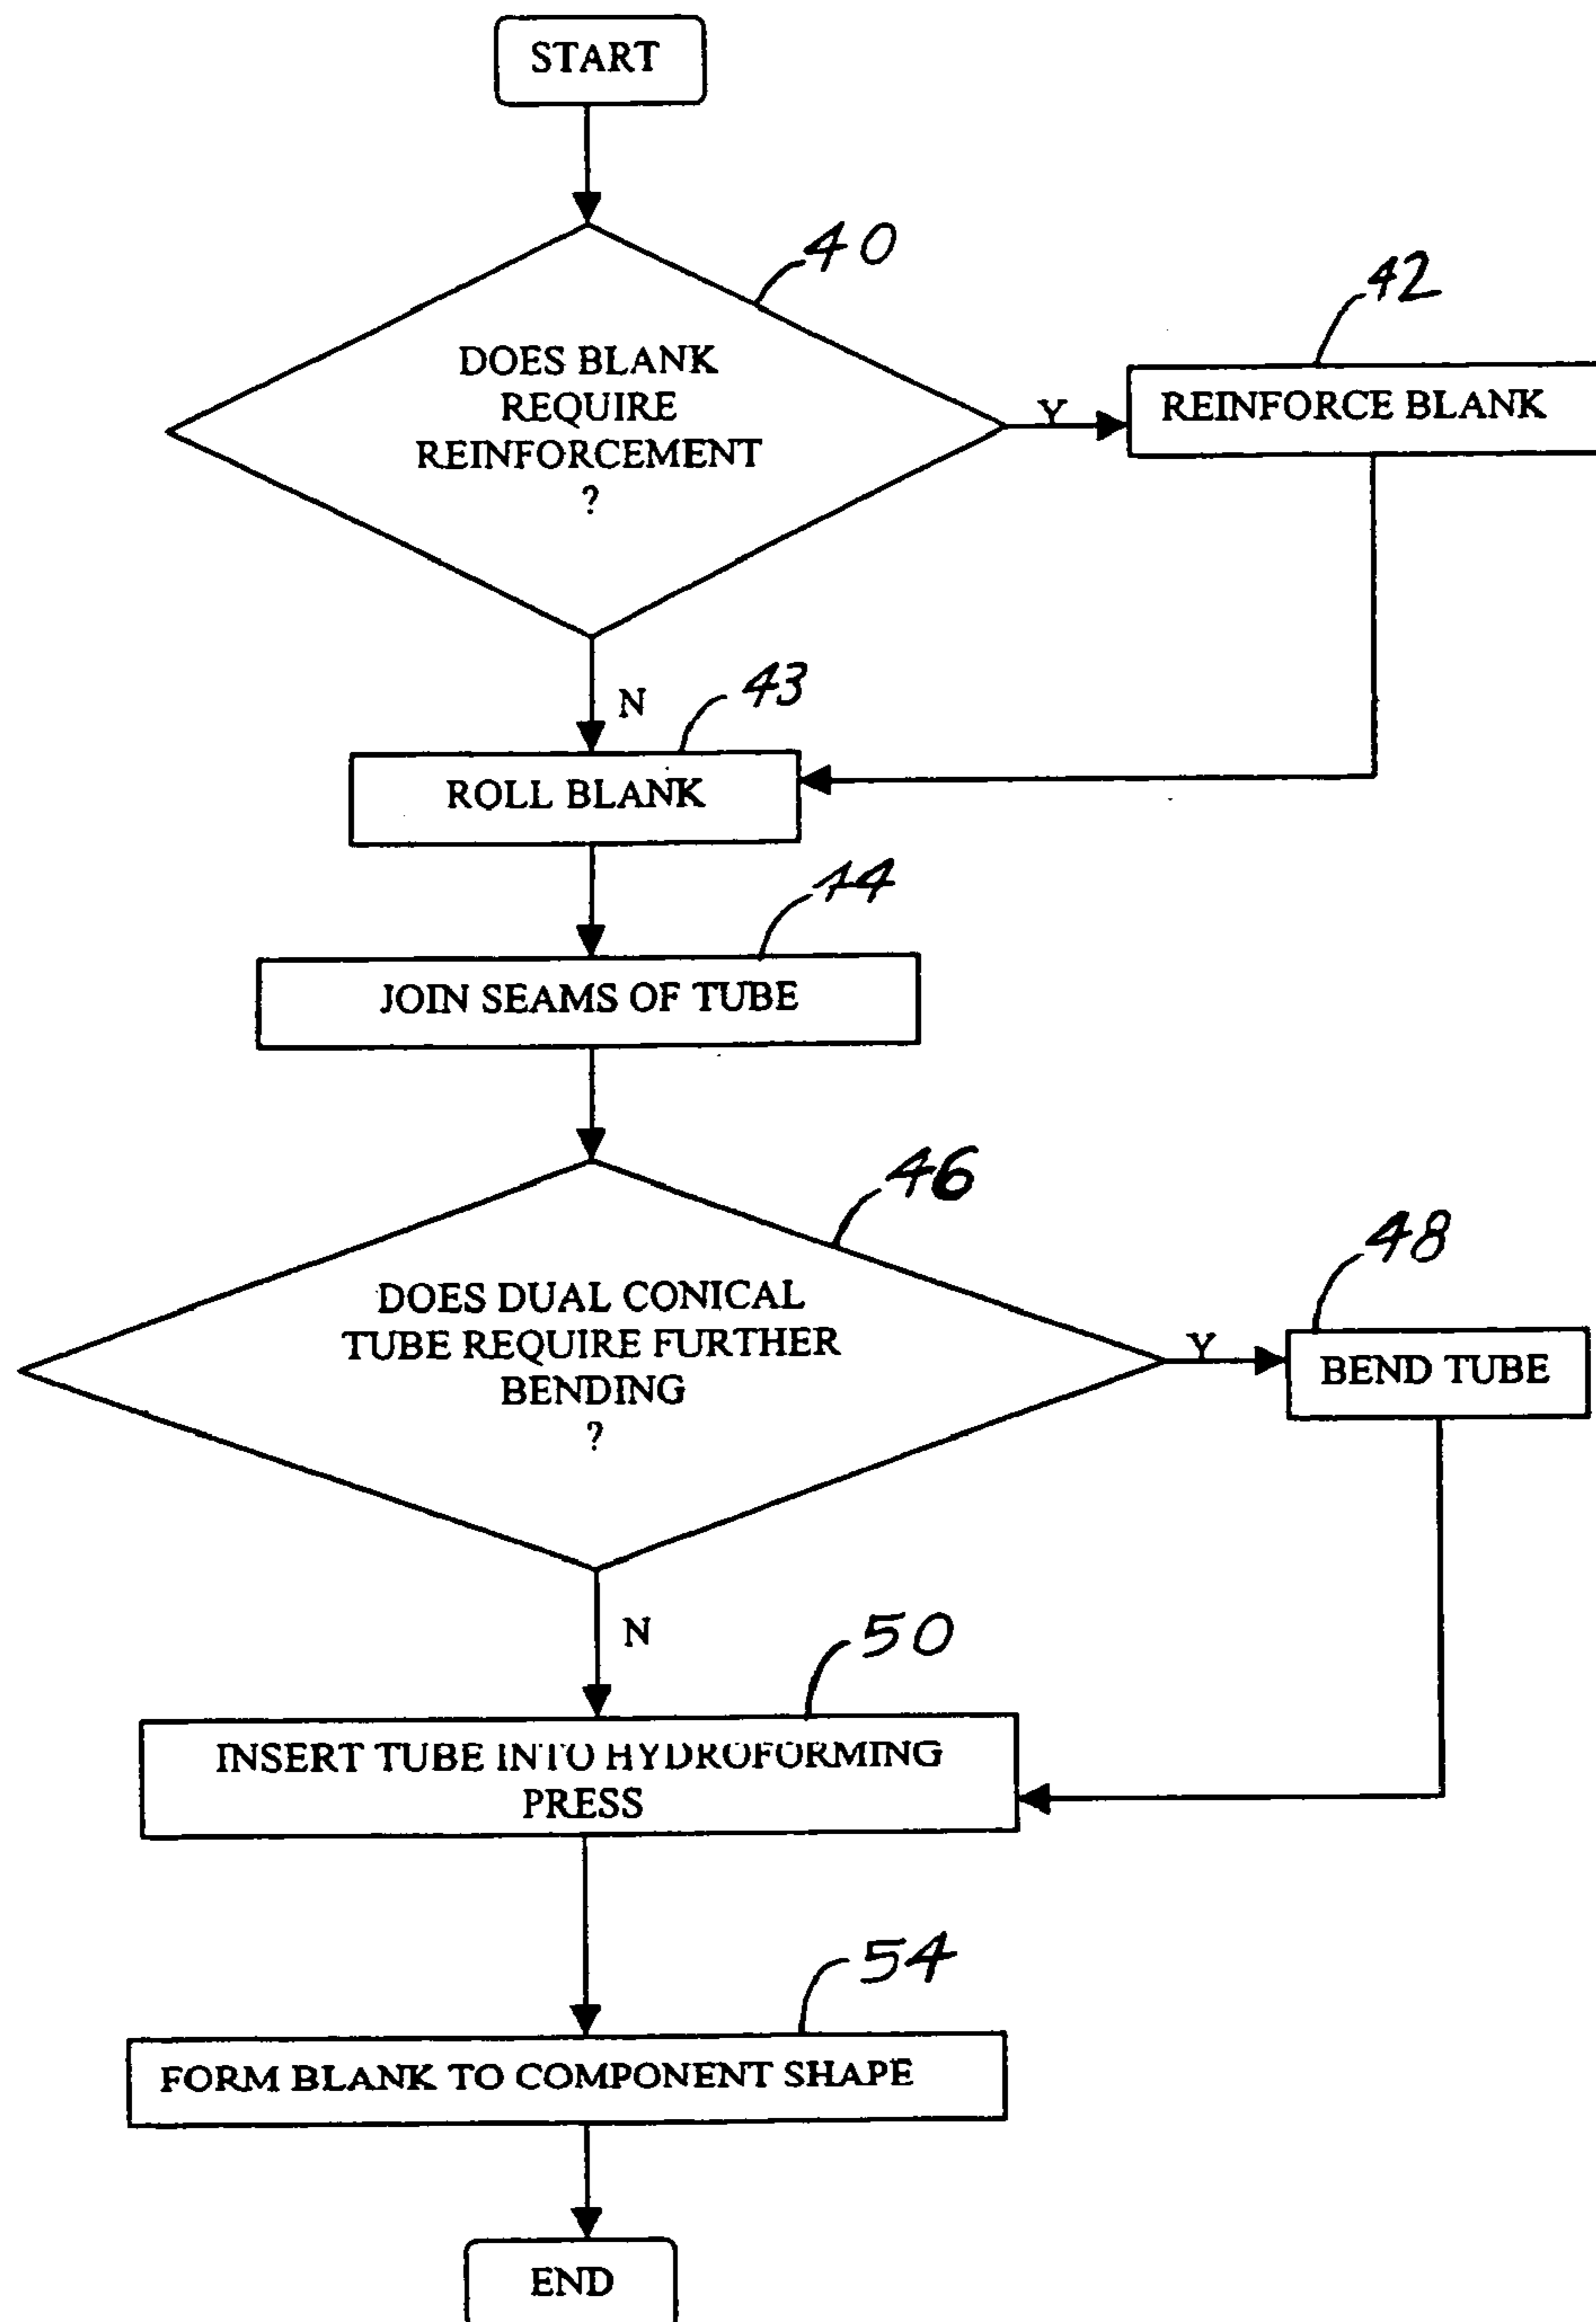 START
40
DOES BLANK
REQUIRE
REINFORCEMENT
?
Y
42
REINFORCE BLANK
N
43
ROLL BLANK
44
JOIN SEAMS OF TUBE
46
DOES DUAL CONICAL
TUBE REQUIRE FURTHER
BENDING
?
Y
48
BEND TUBE
N
50
INSERT TUBE INTO HYDROFORMING
PRESS
54
FORM BLANK TO COMPONENT SHAPE
END